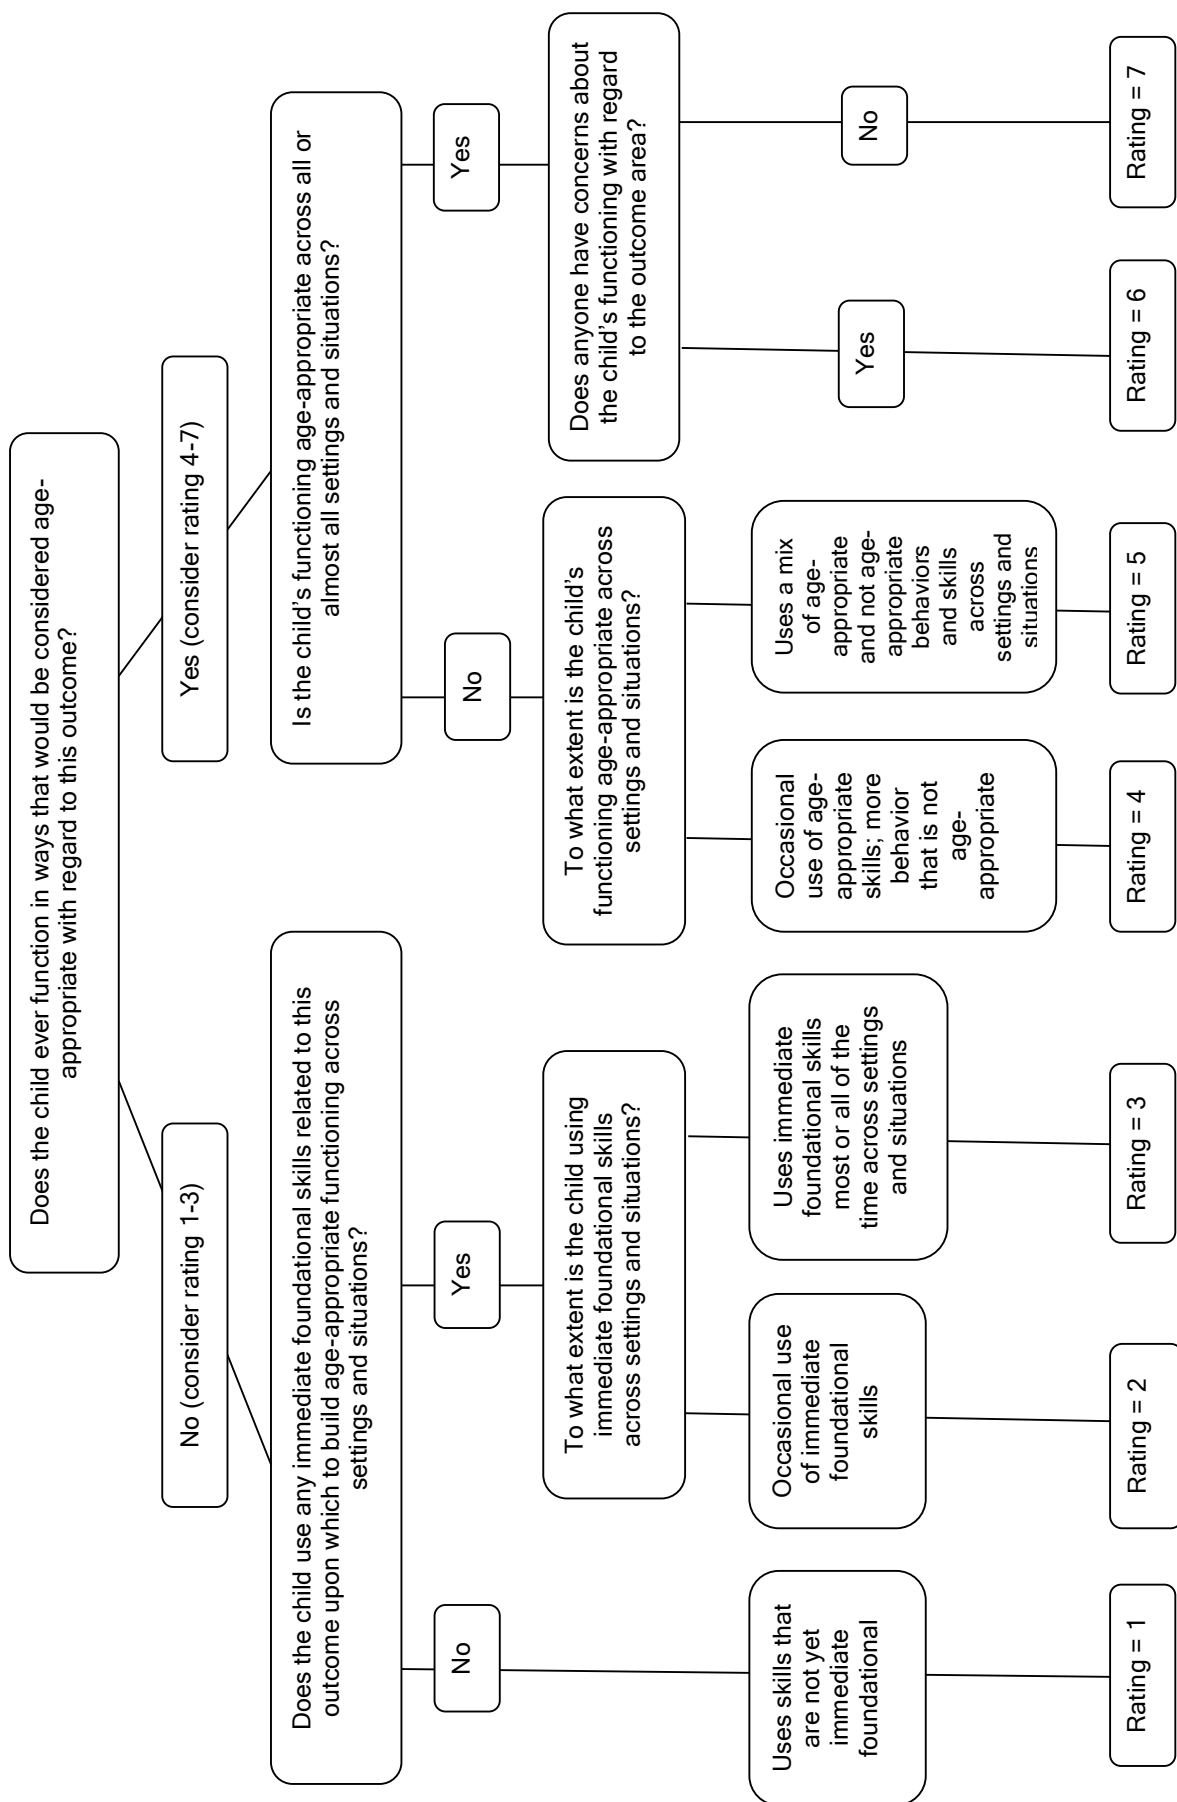 Does the child ever function in ways that would be considered age-
appropriate with regard to this outcome?
No (consider rating 1-3)
Yes (consider rating 4-7)
Does the child use any immediate foundational skills related to this
outcome upon which to build age-appropriate functioning across
settings and situations?
Is the child’s functioning age-appropriate across all or
almost all settings and situations?
No
Yes
No
Yes
To what extent is the child using
immediate foundational skills
across settings and situations?
To what extent is the child’s
functioning age-appropriate across
settings and situations?
Does anyone have concerns about
the child’s functioning with regard
to the outcome area?
Uses skills that
are not yet
immediate
foundational
Occasional use
of immediate
foundational
skills
Uses immediate
foundational skills
most or all of the
time across settings
and situations
Occasional
use of age-
appropriate
skills; more
behavior
that is not
age-
appropriate
Uses a mix
of age-
appropriate
and not age-
appropriate
behaviors
and skills
across
settings and
situations
Yes
No
Rating = 1
Rating = 2
Rating = 3
Rating = 4
Rating = 5
Rating = 6
Rating = 7